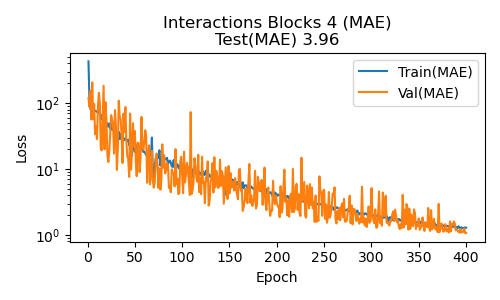 Interactions Blocks 4 (MAE)
Test(MAE) 3.96
Train(MAE)
Val(MAE)
Loss
10²
10¹
10⁰
0 50 100 150 200 250 300 350 400
Epoch